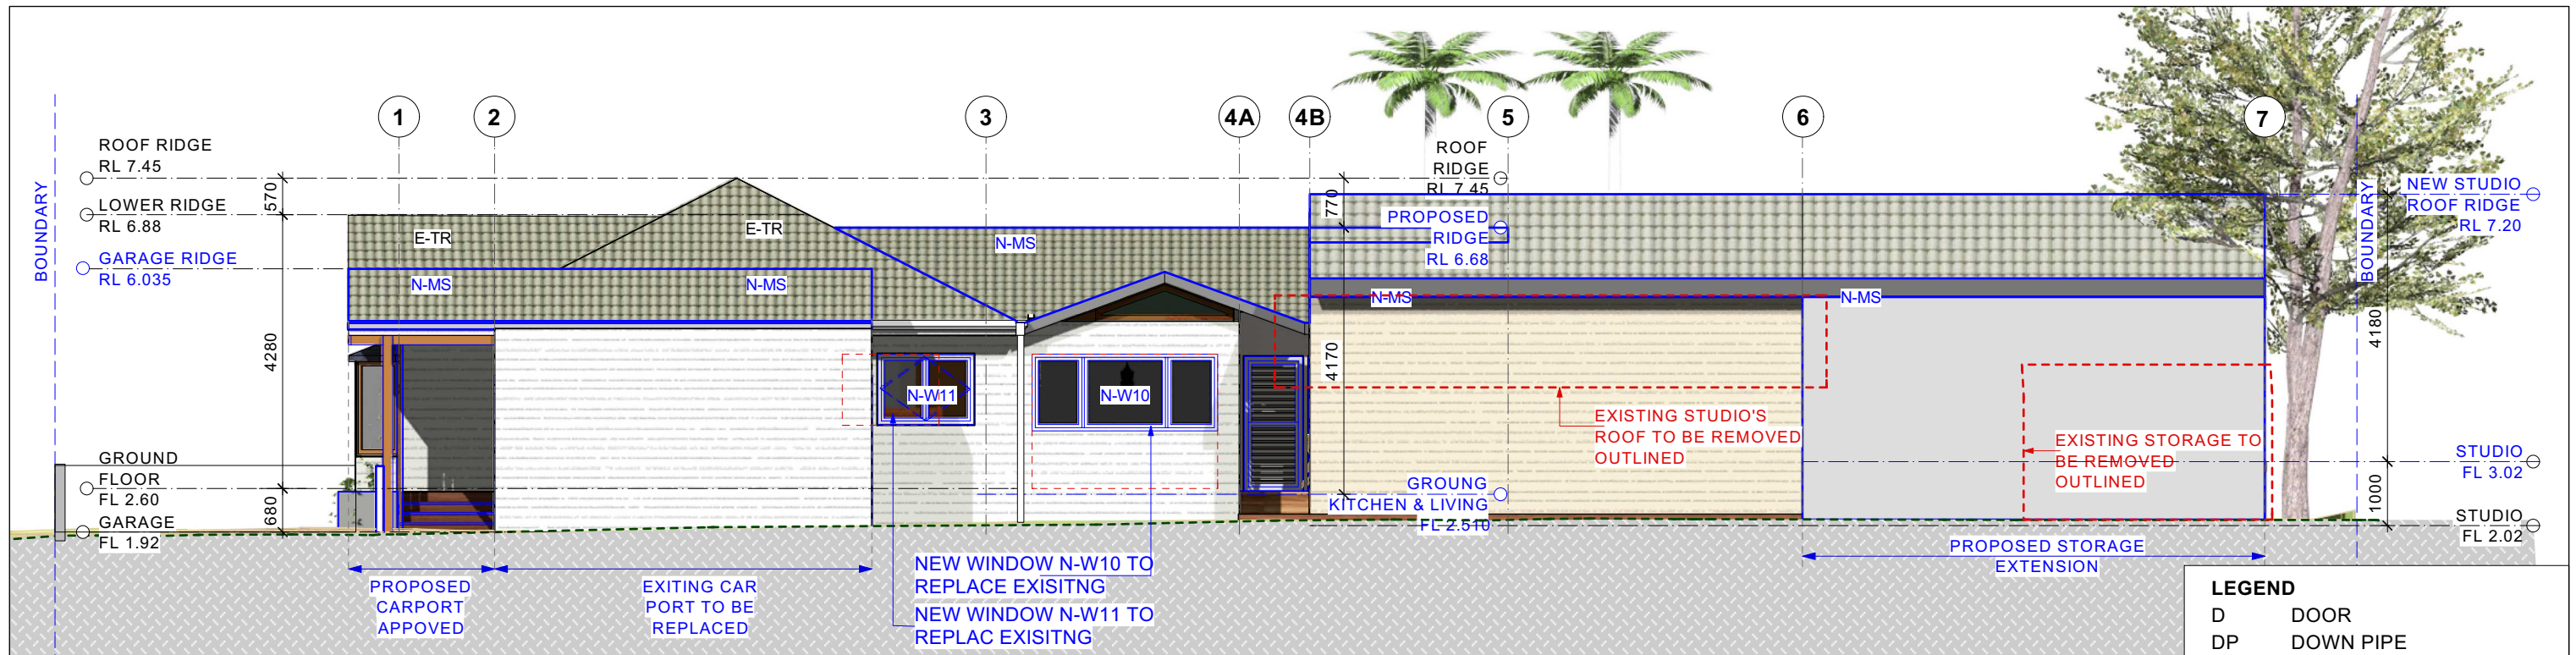 1
2
3
4A
4B
5
6
7
BOUNDARY
ROOF RIDGE
RL 7.45
LOWER RIDGE
RL 6.88
GARAGE RIDGE
RL 6.035
GROUND
FLOOR
FL 2.60
GARAGE
FL 1.92
570
4280
680
E-TR
E-TR
N-MS
N-MS
N-MS
ROOF
RIDGE
RL 7.45
770
PROPOSED
RIDGE
RL 6.68
4170
N-MS
N-MS
N-W11
N-W10
EXISTING STUDIO'S
ROOF TO BE REMOVED
OUTLINED
EXISTING STORAGE TO
BE REMOVED
OUTLINED
GROUNG
KITCHEN & LIVING
FL 2.510
BOUNDARY
NEW STUDIO
ROOF RIDGE
RL 7.20
4180
1000
STUDIO
FL 3.02
STUDIO
FL 2.02
PROPOSED
CARPORT
APPOVED
EXITING CAR
PORT TO BE
REPLACED
NEW WINDOW N-W10 TO
REPLACE EXISITNG
NEW WINDOW N-W11 TO
REPLAC EXISITNG
PROPOSED STORAGE
EXTENSION
LEGEND
D DOOR
DP DOWN PIPE